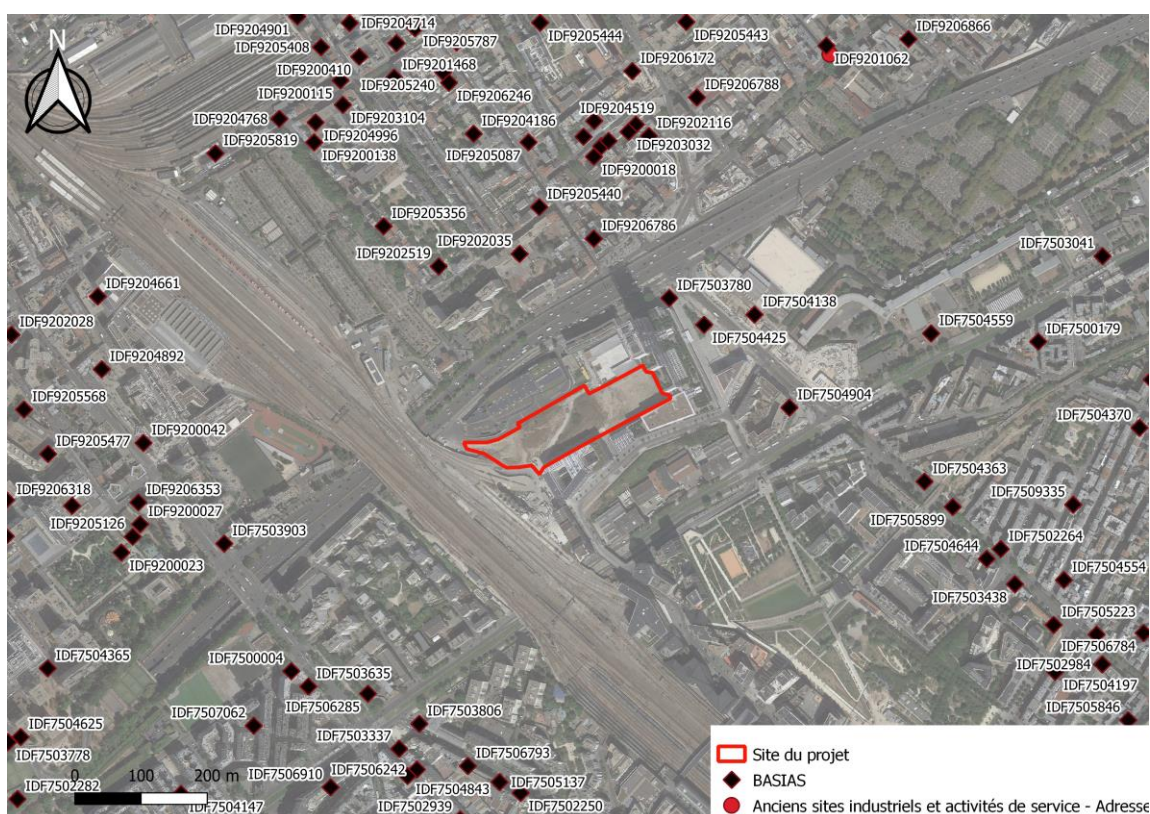 IDF9204901
IDF9204714
IDF9205444
IDF9205443
IDF9206866
N
IDF9205408
IDF9205787
IDF9201062
IDF9200410
IDF9201468
IDF9206172
IDF9205240
IDF9200115
IDF9206246
IDF9206788
IDF9204768
IDF9203104
IDF9204186
IDF9204519
IDF9202116
IDF9205819
IDF9204996
IDF9203032
IDF9200138
IDF9205087
IDF9200018
IDF9205440
IDF9205356
IDF9206786
IDF9202519
IDF9202035
IDF7503041
IDF9204661
IDF7503780
IDF7504138
IDF9202028
IDF7504425
IDF7504559
IDF7500179
IDF9204892
IDF9205568
IDF7504904
IDF7504370
IDF9200042
IDF9205477
IDF7504363
IDF9206318
IDF9206353
IDF7509335
IDF9200027
IDF7505899
IDF9205126
IDF7503903
IDF7502264
IDF7504644
IDF9200023
IDF7504554
IDF7503438
IDF7505223
IDF7506784
IDF7504365
IDF7500004
IDF7503635
IDF7502984
IDF7504197
IDF7506285
IDF7505846
IDF7507062
IDF7503806
IDF7504625
IDF7503337
IDF7503778
IDF7506793
IDF7506910
IDF7506242
IDF7505137
IDF7502282
IDF7504843
IDF7504147
IDF7502939
IDF7502250
0 100 200 m
Site du projet
BASIAS
Anciens sites industriels et activités de service - Adresse